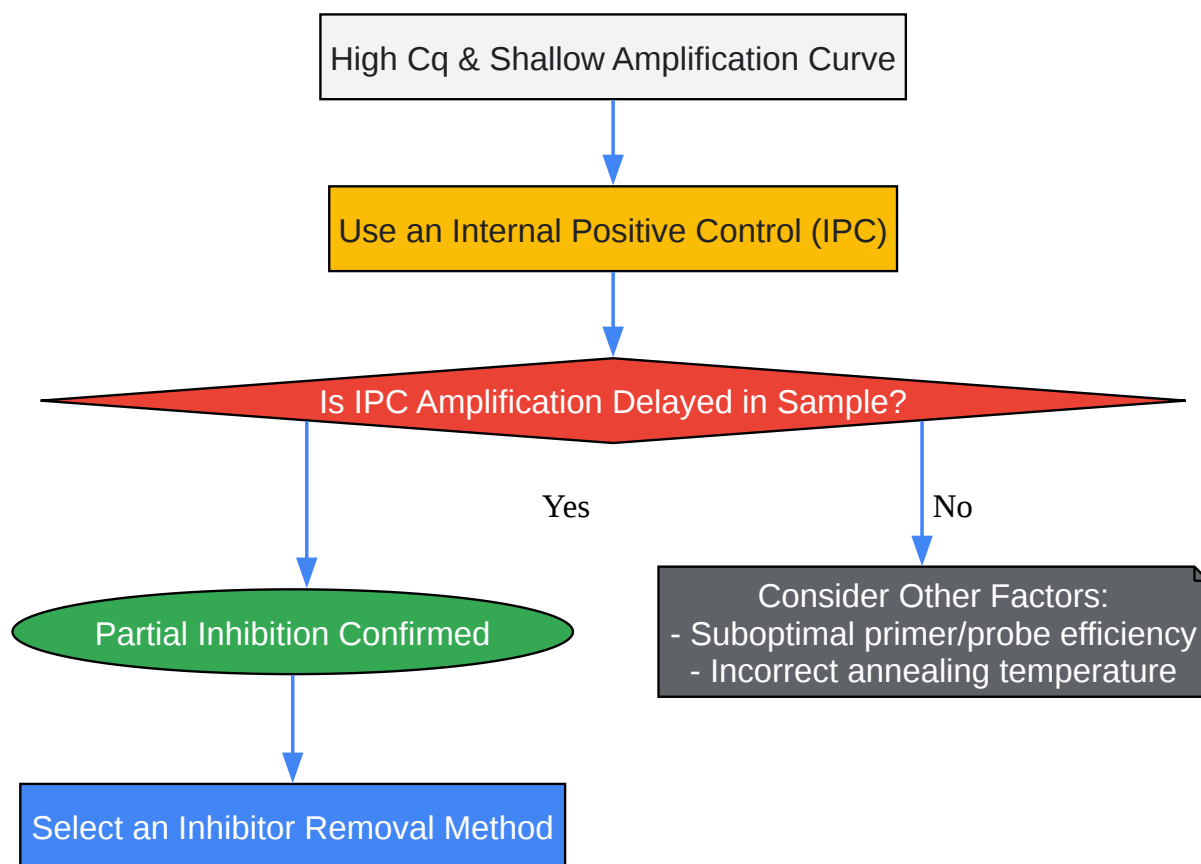 High Cq & Shallow Amplification Curve
Use an Internal Positive Control (IPC)
Is IPC Amplification Delayed in Sample?
Yes
No
Partial Inhibition Confirmed
Consider Other Factors:
- Suboptimal primer/probe efficiency
- Incorrect annealing temperature
Select an Inhibitor Removal Method